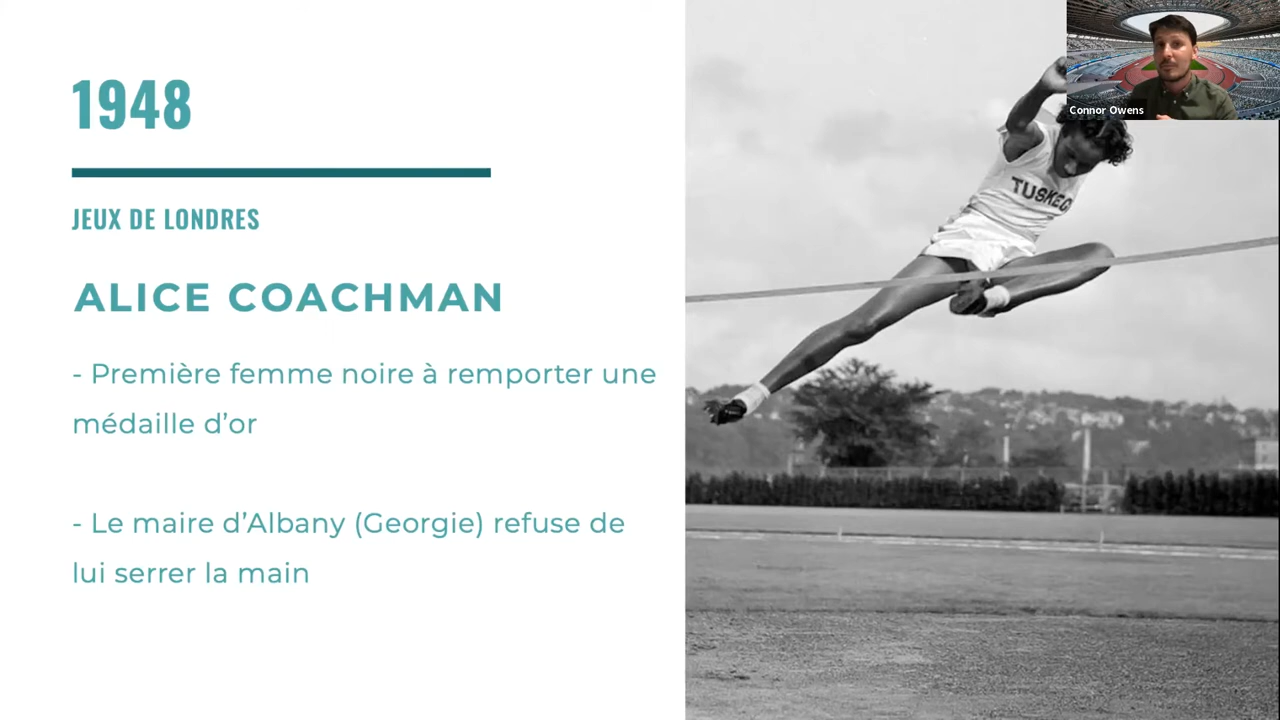 1948
JEUX DE LONDRES
ALICE COACHMAN
- Première femme noire à remporter une
médaille d’or
- Le maire d’Albany (Georgie) refuse de
lui serrer la main
TUSKEG
Connor Owens